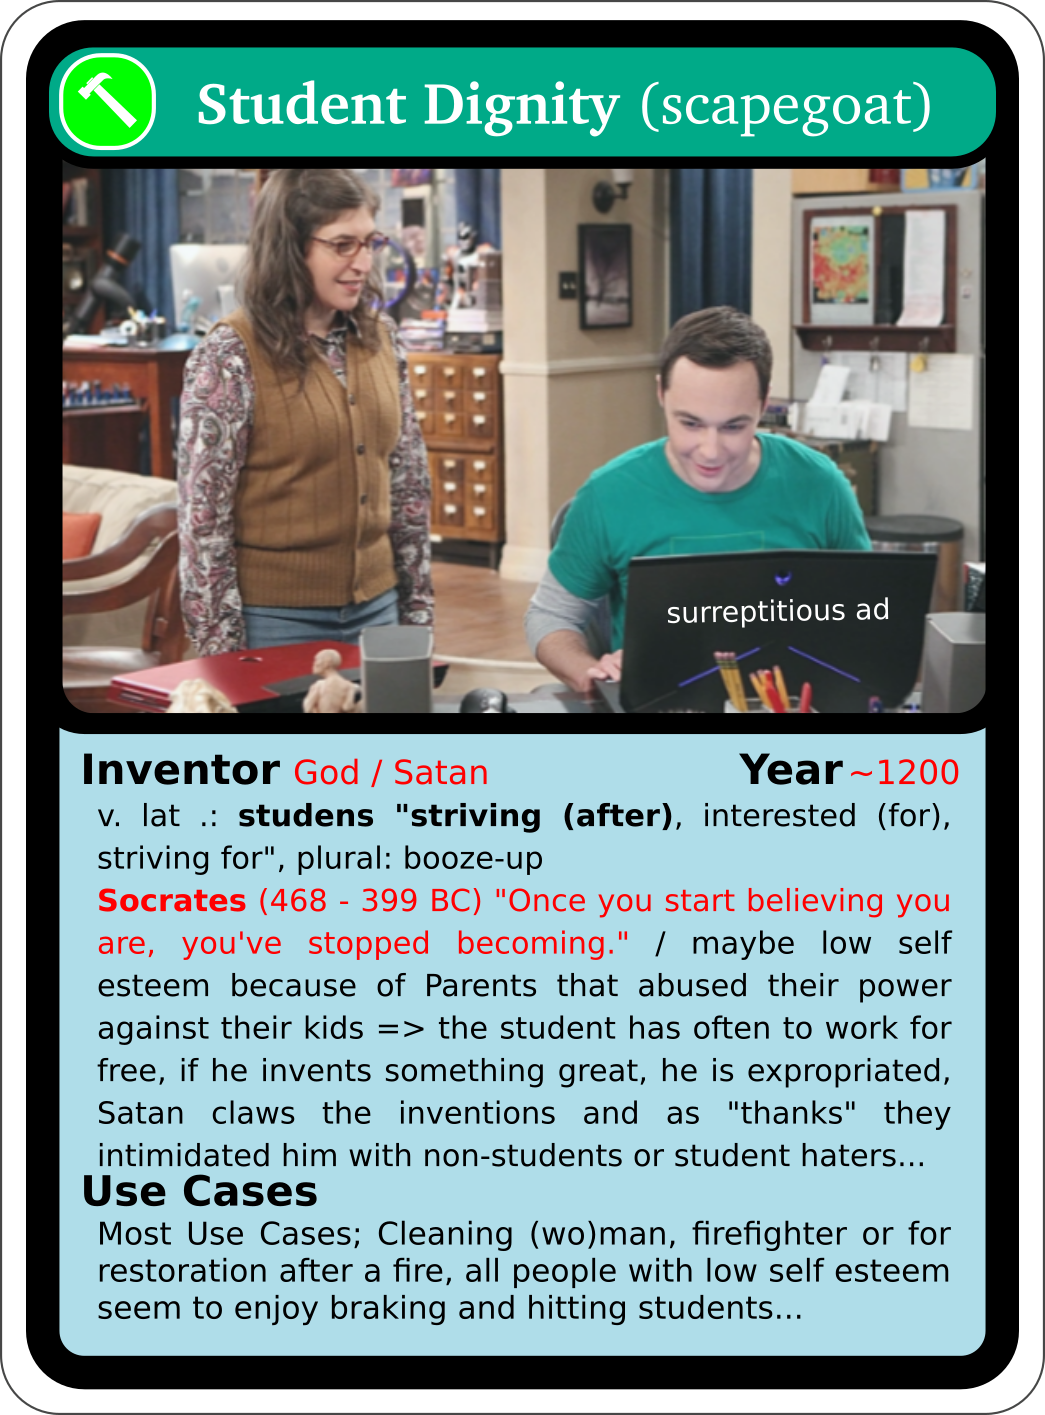 Student Dignity (scapegoat)
surreptitious ad
Inventor God / Satan Year ~1200
v. lat .: studens "striving (after), interested (for),
striving for", plural: booze-up
Socrates (468 - 399 BC) "Once you start believing you
are, you've stopped becoming." / maybe low self
esteem because of Parents that abused their power
against their kids => the student has often to work for
free, if he invents something great, he is expropriated,
Satan claws the inventions and as "thanks" they
intimidated him with non-students or student haters...
Use Cases
Most Use Cases; Cleaning (wo)man, firefighter or for
restoration after a fire, all people with low self esteem
seem to enjoy braking and hitting students...